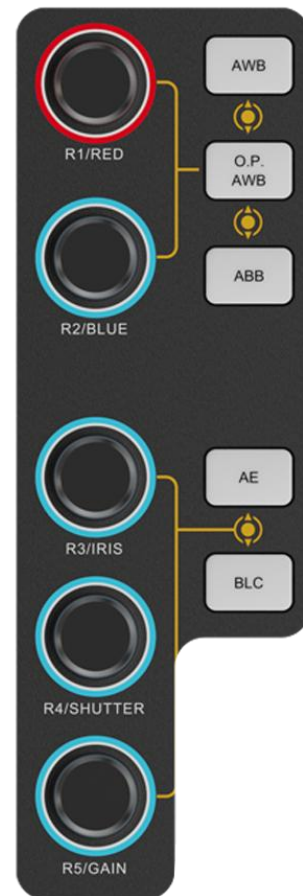 AWB
R1/RED
O.P.
AWB
R2/BLUE
ABB
AE
R3/IRIS
BLC
R4/SHUTTER
R5/GAIN